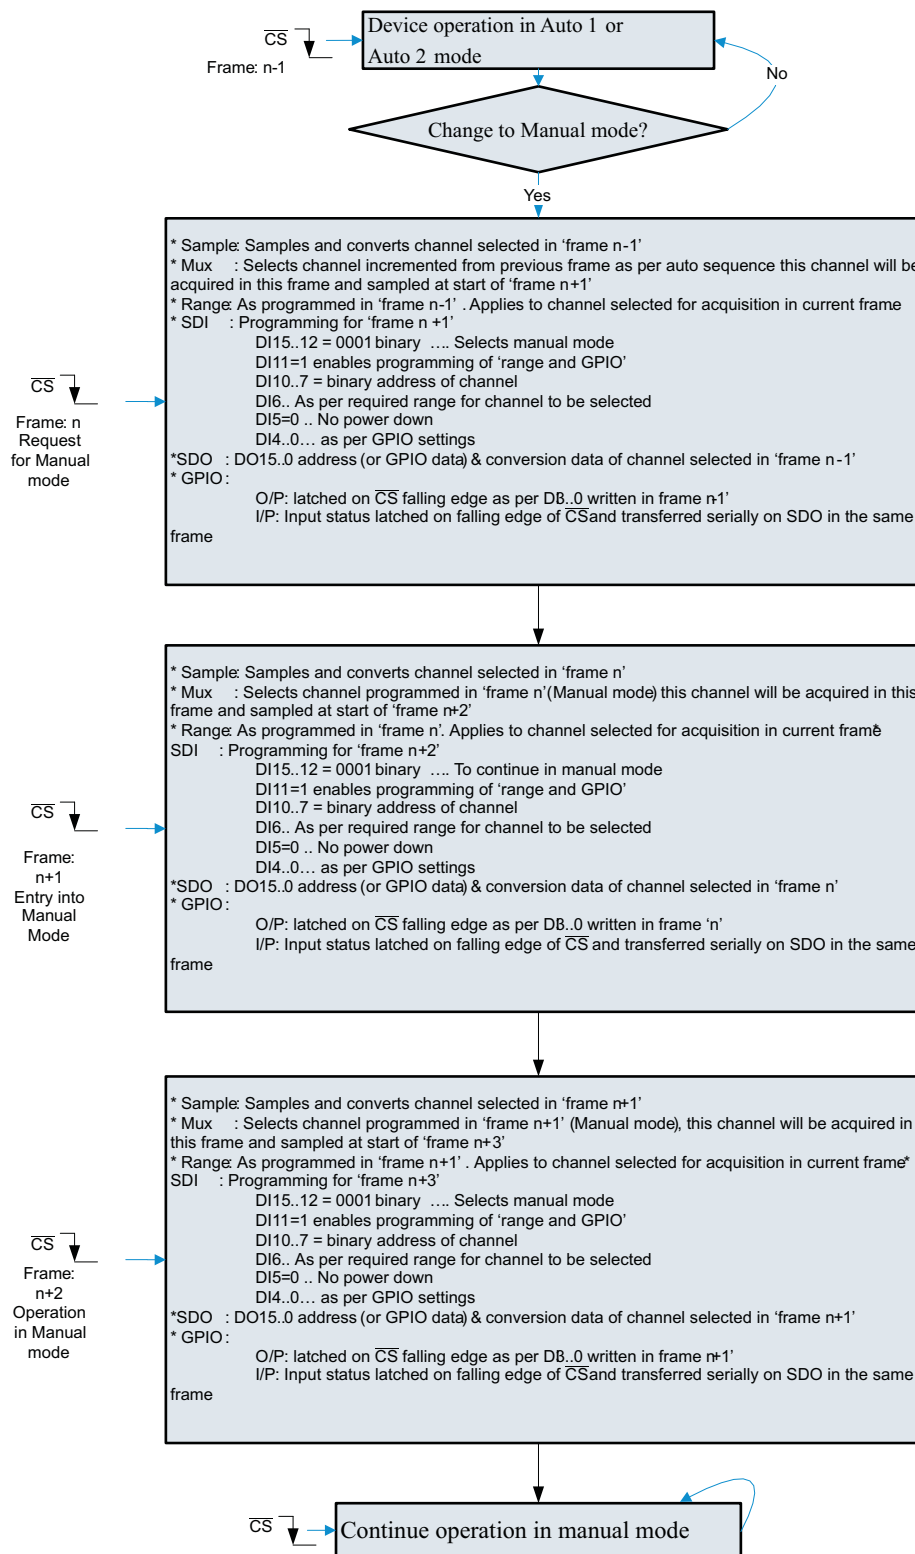 Device operation in Auto 1 or
Auto 2 mode
CS
Frame: n-1
No
Change to Manual mode?
Yes
* Sample: Samples and converts channel selected in ‘frame n-1’
* Mux : Selects channel incremented from previous frame as per auto sequence this channel will be
acquired in this frame and sampled at start of ‘frame n+1’
* Range: As programmed in ‘frame n-1’ . Applies to channel selected for acquisition in current frame
* SDI : Programming for ‘frame n+1’
DI15..12 = 0001 binary …. Selects manual mode
DI11=1 enables programming of ‘range and GPIO’
DI10..7 = binary address of channel
DI6.. As per required range for channel to be selected
DI5=0 .. No power down
DI4..0… as per GPIO settings
*SDO : DO15..0 address (or GPIO data) & conversion data of channel selected in ‘frame n-1’
* GPIO :
O/P: latched on CS falling edge as per DB..0 written in frame n-1’
I/P: Input status latched on falling edge of CS and transferred serially on SDO in the same
frame
CS
Frame: n
Request
for Manual
mode
* Sample: Samples and converts channel selected in ‘frame n’
* Mux : Selects channel programmed in ‘frame n’(Manual mode) this channel will be acquired in this
frame and sampled at start of ‘frame n+2’
* Range: As programmed in ‘frame n’. Applies to channel selected for acquisition in current frame*
SDI : Programming for ‘frame n+2’
DI15..12 = 0001 binary …. To continue in manual mode
DI11=1 enables programming of ‘range and GPIO’
DI10..7 = binary address of channel
DI6.. As per required range for channel to be selected
DI5=0 .. No power down
DI4..0… as per GPIO settings
*SDO : DO15..0 address (or GPIO data) & conversion data of channel selected in ‘frame n’
* GPIO :
O/P: latched on CS falling edge as per DB..0 written in frame ‘n’
I/P: Input status latched on falling edge of CS and transferred serially on SDO in the same
frame
CS
Frame:
n+1
Entry into
Manual
Mode
* Sample: Samples and converts channel selected in ‘frame n+1’
* Mux : Selects channel programmed in ‘frame n+1’ (Manual mode), this channel will be acquired in
this frame and sampled at start of ‘frame n+3’
* Range: As programmed in ‘frame n+1’ . Applies to channel selected for acquisition in current frame*
SDI : Programming for ‘frame n+3’
DI15..12 = 0001 binary …. Selects manual mode
DI11=1 enables programming of ‘range and GPIO’
DI10..7 = binary address of channel
DI6.. As per required range for channel to be selected
DI5=0 .. No power down
DI4..0… as per GPIO settings
*SDO : DO15..0 address (or GPIO data) & conversion data of channel selected in ‘frame n+1’
* GPIO :
O/P: latched on CS falling edge as per DB..0 written in frame n+1’
I/P: Input status latched on falling edge of CS and transferred serially on SDO in the same
frame
CS
Frame:
n+2
Operation
in Manual
mode
CS
Continue operation in manual mode